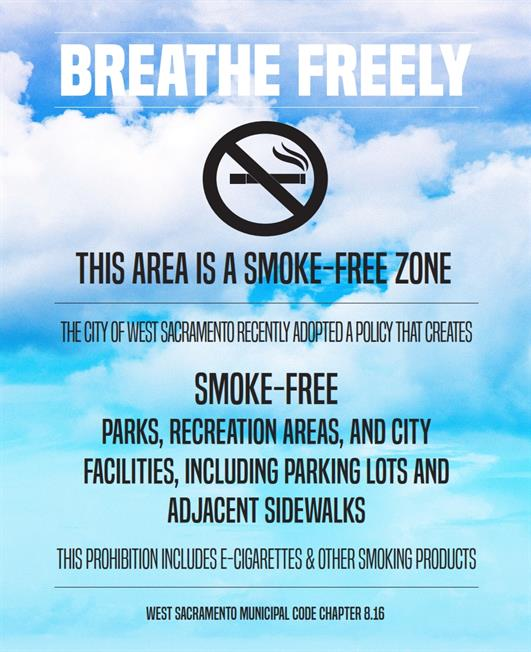 BREATHE FREELY
THIS AREA IS A SMOKE-FREE ZONE
THE CITY OF WEST SACRAMENTO RECENTLY ADOPTED A POLICY THAT CREATES
SMOKE-FREE
PARKS, RECREATION AREAS, AND CITY
FACILITIES, INCLUDING PARKING LOTS AND
ADJACENT SIDEWALKS
THIS PROHIBITION INCLUDES E-CIGARETTES & OTHER SMOKING PRODUCTS
WEST SACRAMENTO MUNICIPAL CODE CHAPTER 8.16